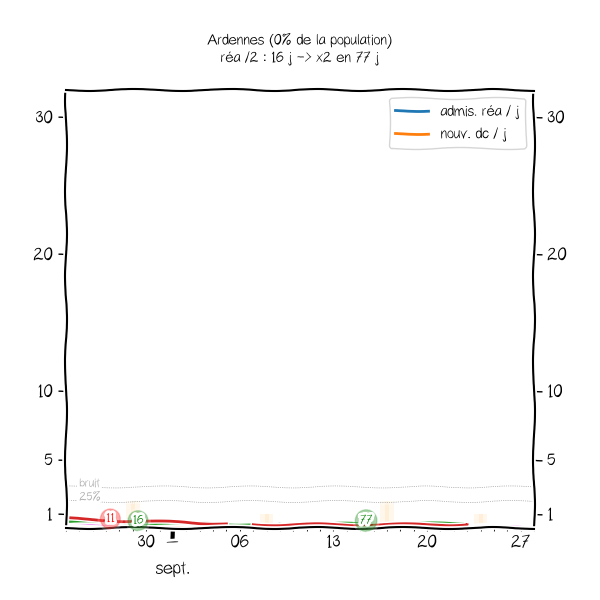 Ardennes (0% de la population)
réa /2 : 16 j -> x2 en 77 j
admis. réa / j
nouv. dc / j
30 30
20 20
10 10
5 5
bruit
25%
1 11 16 77 1
30 06 13 20 27
sept.